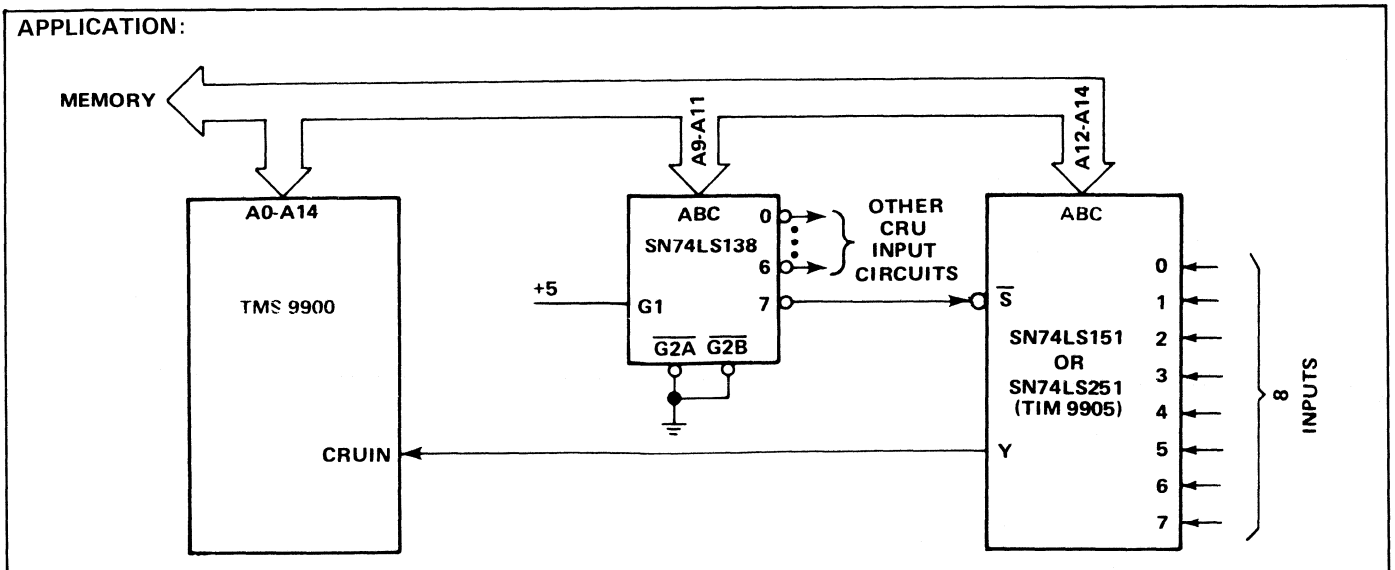 APPLICATION:
MEMORY
A9-A11
A12-A14
A0-A14
TMS 9900
CRUIN
+5
ABC
SN74LS138
G1
G2A G2B
0
6
7
OTHER
CRU
INPUT
CIRCUITS
ABC
S
SN74LS151
OR
SN74LS251
(TIM 9905)
Y
0
1
2
3
4
5
6
7
8
INPUTS